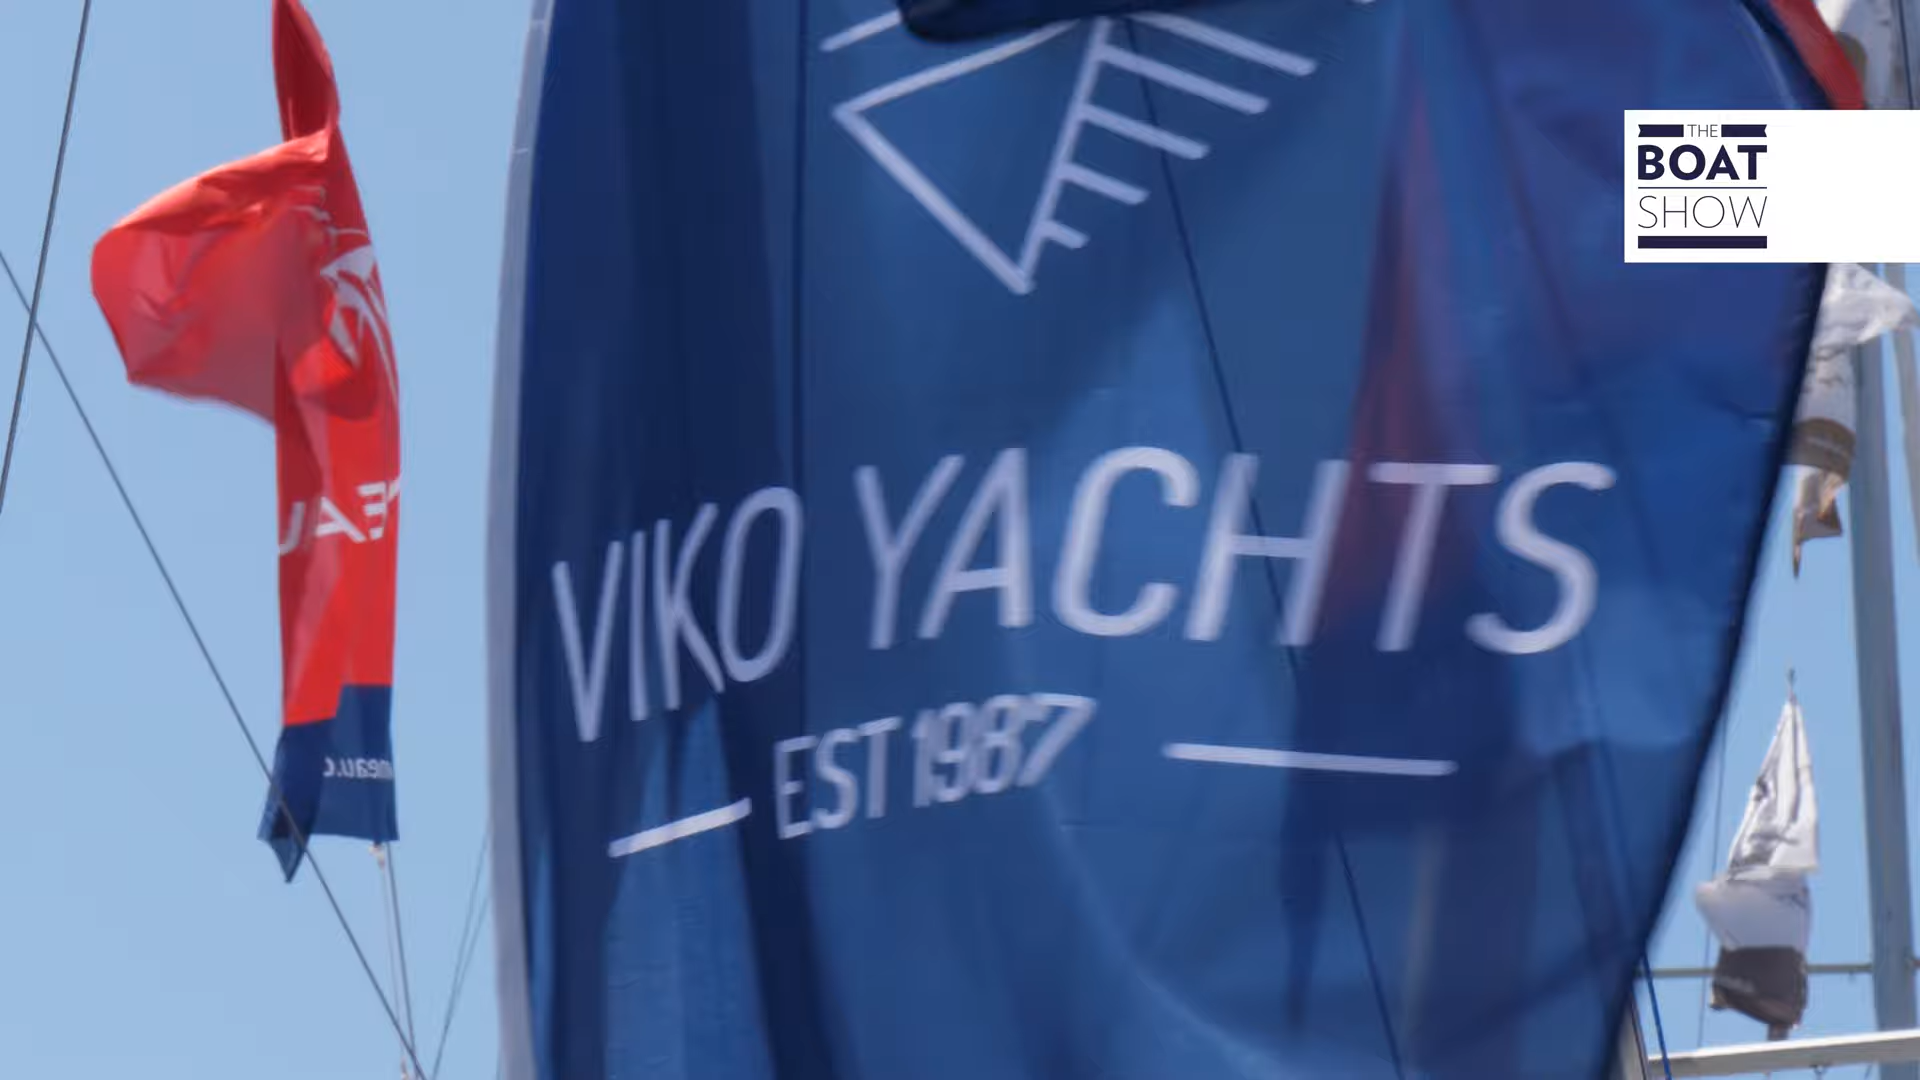 THE
BOAT
SHOW
VIKO YACHTS
EST 1987